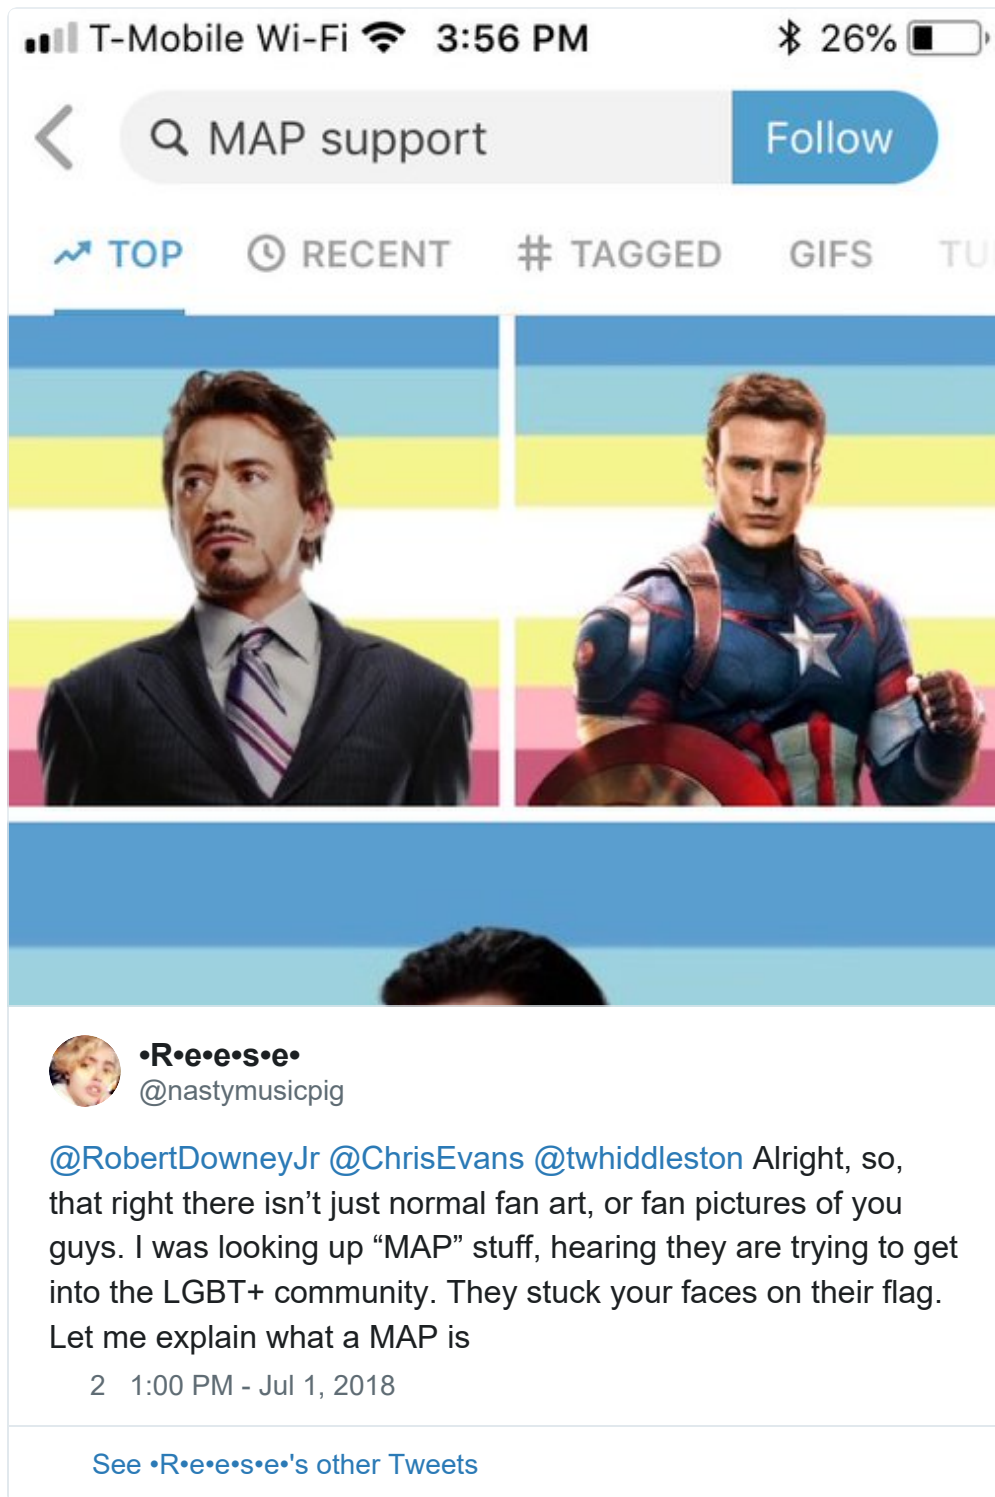 T-Mobile Wi-Fi 3:56 PM 26%
MAP support Follow
TOP RECENT # TAGGED GIFS TU
•R•e•e•s•e•
@nastymusicpig
@RobertDowneyJr @ChrisEvans @twhiddleston Alright, so,
that right there isn’t just normal fan art, or fan pictures of you
guys. I was looking up “MAP” stuff, hearing they are trying to get
into the LGBT+ community. They stuck your faces on their flag.
Let me explain what a MAP is
2 1:00 PM - Jul 1, 2018
See •R•e•e•s•e•'s other Tweets